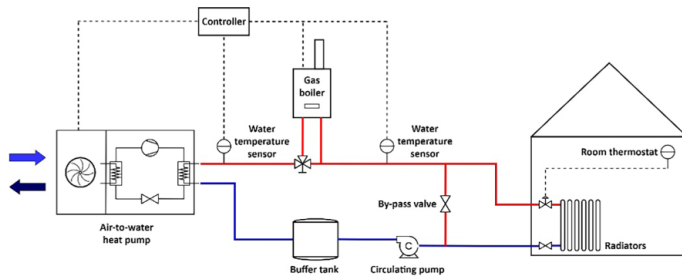 Controller
Gas
boiler
Water
temperature
sensor
Water
temperature
sensor
Room thermostat
By-pass valve
Air-to-water
heat pump
Buffer tank
C
Circulating pump
Radiators